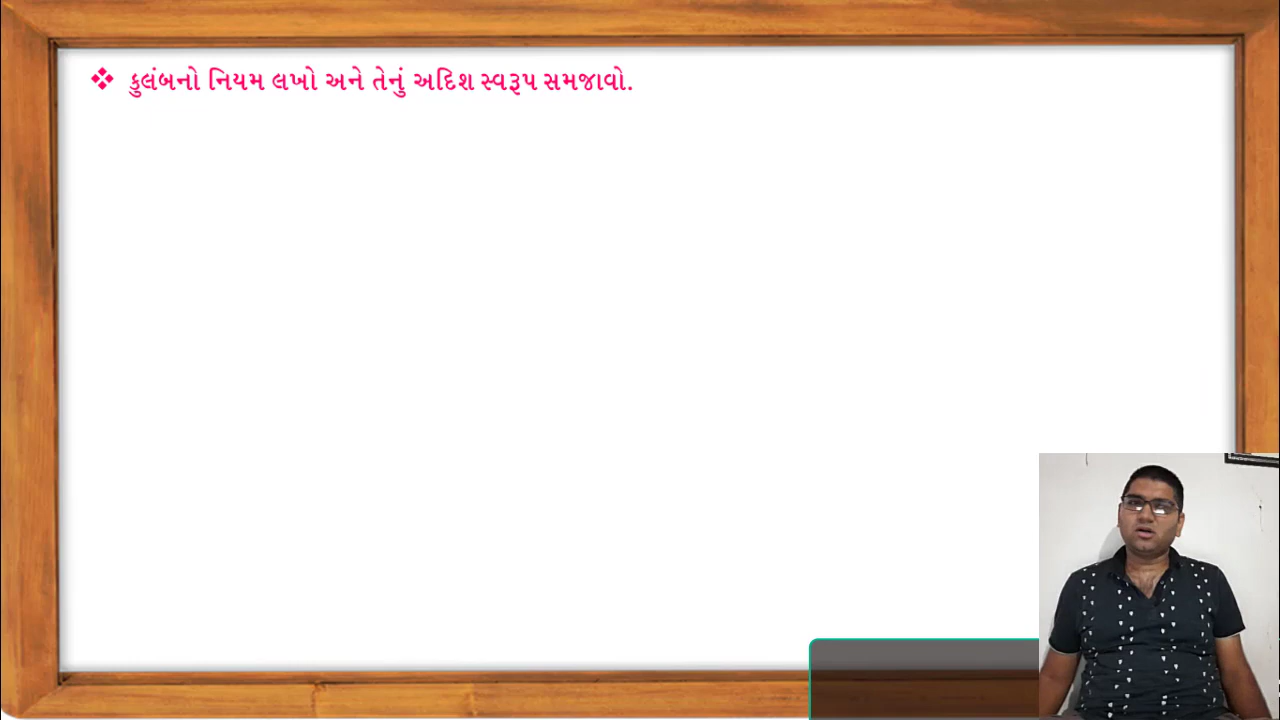 ❖ કુલંબનો નિયમ લખો અને તેનું અદિશ સ્વરૂપ સમજાવો.